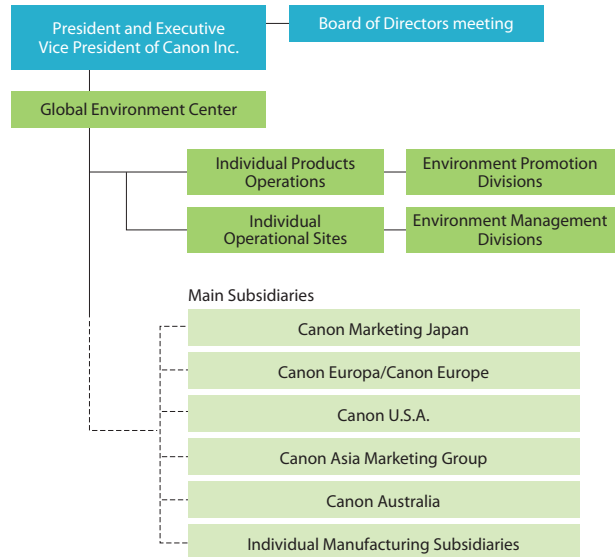 President and Executive
Vice President of Canon Inc.
Board of Directors meeting
Global Environment Center
Individual Products
Operations
Environment Promotion
Divisions
Individual
Operational Sites
Environment Management
Divisions
Main Subsidiaries
Canon Marketing Japan
Canon Europa/Canon Europe
Canon U.S.A.
Canon Asia Marketing Group
Canon Australia
Individual Manufacturing Subsidiaries